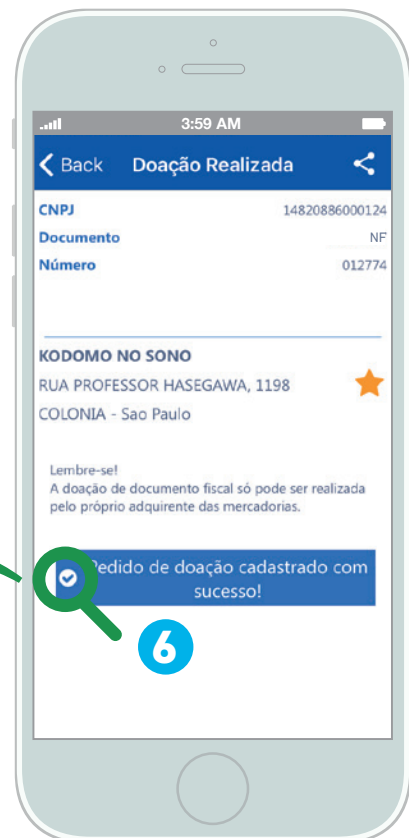 3:59 AM
Back Doação Realizada
CNPJ 14820886000124
Documento NF
Número 012774
KODOMO NO SONO
RUA PROFESSOR HASEGAWA, 1198
COLONIA - Sao Paulo
Lembre-se!
A doação de documento fiscal só pode ser realizada
pelo próprio adquirente das mercadorias.
Pedido de doação cadastrado com
sucesso!
6